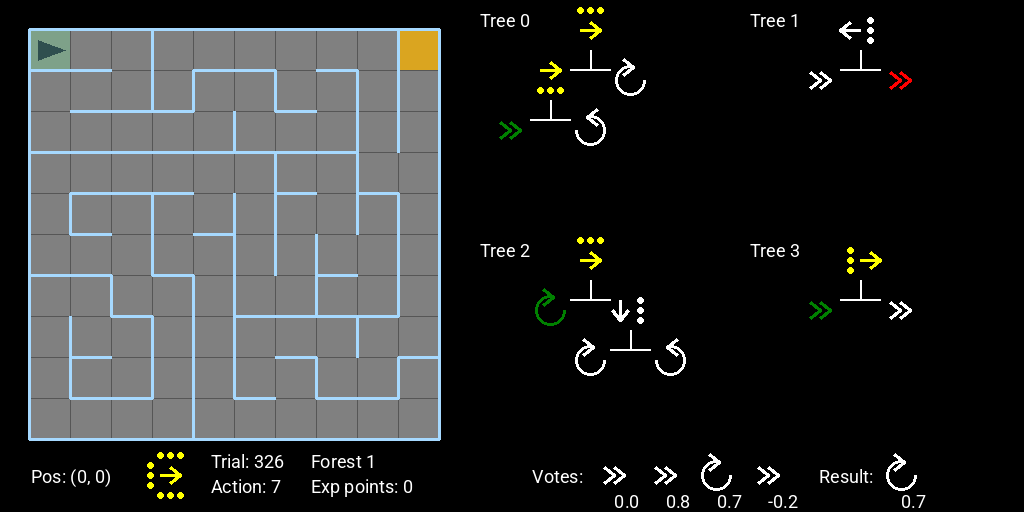 Tree 0
Tree 1
Tree 2
Tree 3
Pos: (0, 0)
Trial: 326
Forest 1
Action: 7
Exp points: 0
Votes:
0.0
0.8
0.7
-0.2
Result:
0.7